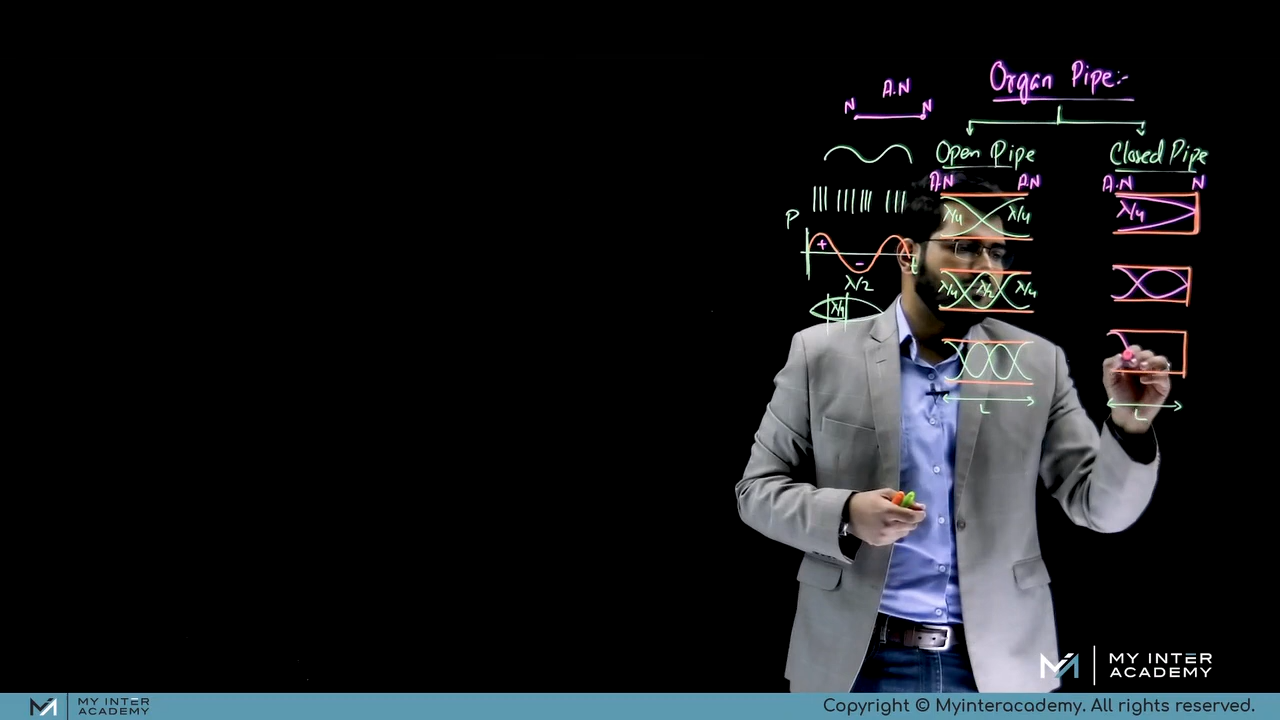 Organ Pipe:-
A.N
N N
Open Pipe Closed Pipe
A.N A.N A.N N
λ/4 λ/4 λ/4
P
+
-
t
λ/2
λ/4 λ/2 λ/4
λ/4
L L
MY INTER
ACADEMY
MY INTER
ACADEMY
Copyright © Myinteracademy. All rights reserved.